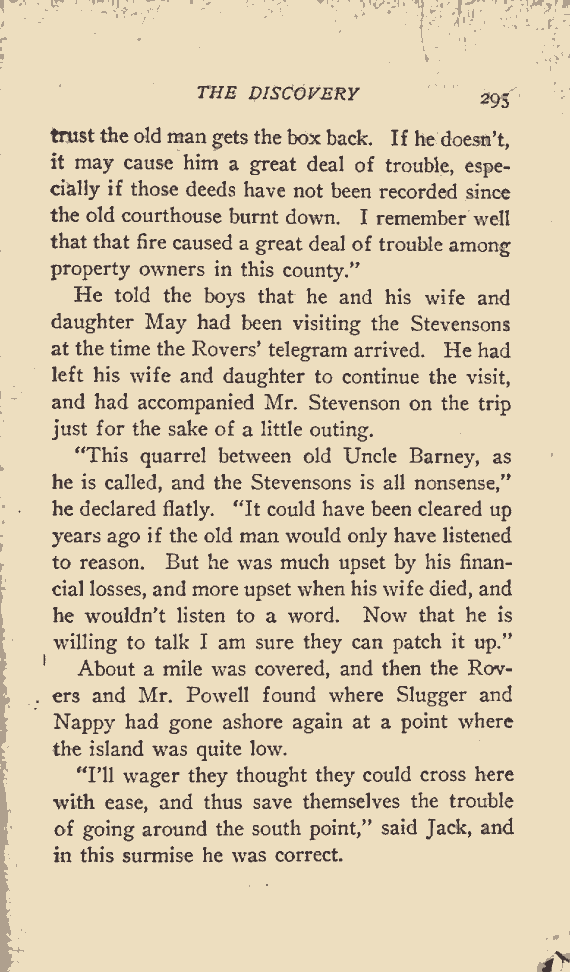 THE DISCOVERY 295
trust the old man gets the box back. If he doesn't,
it may cause him a great deal of trouble, espe-
cially if those deeds have not been recorded since
the old courthouse burnt down. I remember well
that that fire caused a great deal of trouble among
property owners in this county."
He told the boys that he and his wife and
daughter May had been visiting the Stevensons
at the time the Rovers' telegram arrived. He had
left his wife and daughter to continue the visit,
and had accompanied Mr. Stevenson on the trip
just for the sake of a little outing.
"This quarrel between old Uncle Barney, as
he is called, and the Stevensons is all nonsense,"
he declared flatly. "It could have been cleared up
years ago if the old man would only have listened
to reason. But he was much upset by his finan-
cial losses, and more upset when his wife died, and
he wouldn't listen to a word. Now that he is
willing to talk I am sure they can patch it up."
About a mile was covered, and then the Rov-
ers and Mr. Powell found where Slugger and
Nappy had gone ashore again at a point where
the island was quite low.
"I'll wager they thought they could cross here
with ease, and thus save themselves the trouble
of going around the south point," said Jack, and
in this surmise he was correct.